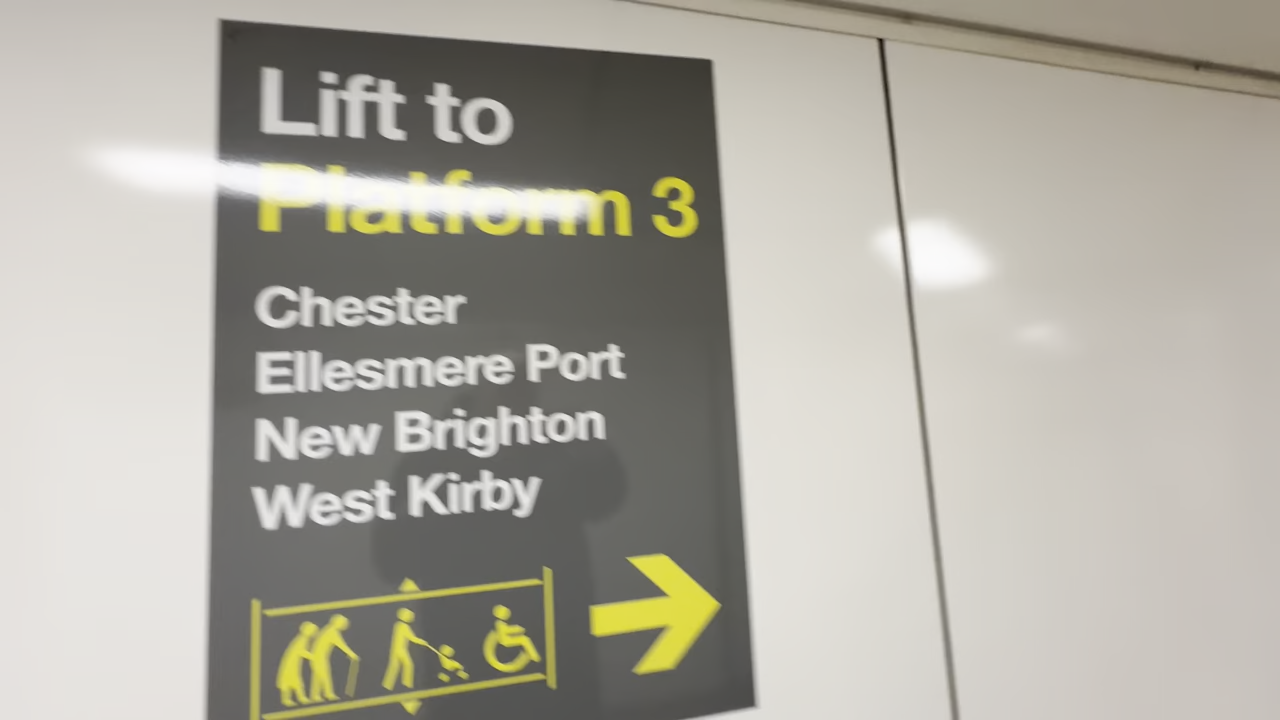 Lift to
Platform 3
Chester
Ellesmere Port
New Brighton
West Kirby